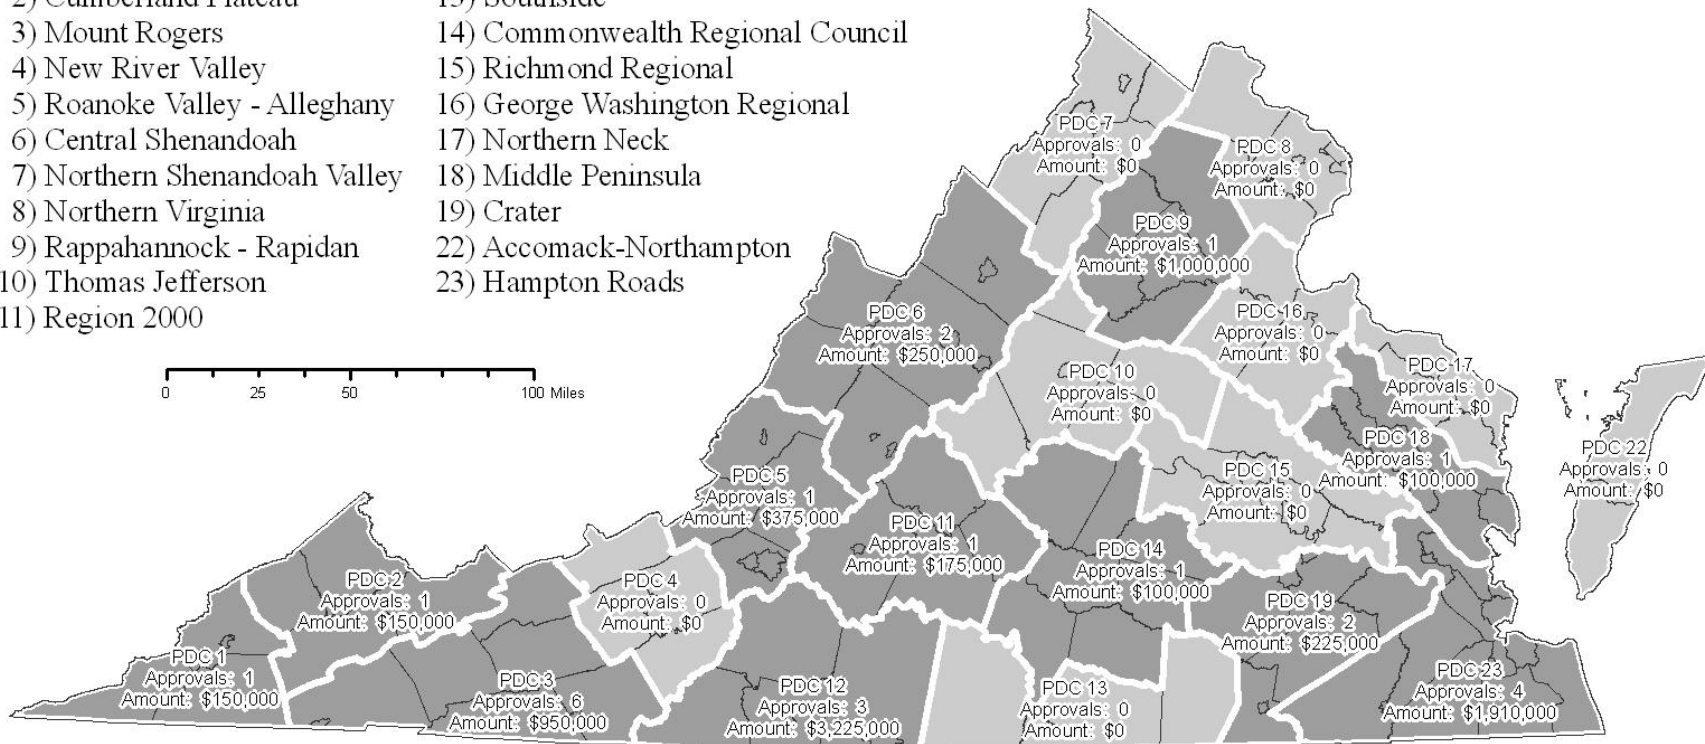 2) Cumberland Plateau
3) Mount Rogers
4) New River Valley
5) Roanoke Valley - Alleghany
6) Central Shenandoah
7) Northern Shenandoah Valley
8) Northern Virginia
9) Rappahannock - Rapidan
10) Thomas Jefferson
11) Region 2000
13) Southside
14) Commonwealth Regional Council
15) Richmond Regional
16) George Washington Regional
17) Northern Neck
18) Middle Peninsula
19) Crater
22) Accomack-Northampton
23) Hampton Roads
0 25 50 100 Miles
PDC 7
Approvals: 0
Amount: $0
PDC 8
Approvals: 0
Amount: $0
PDC 9
Approvals: 1
Amount: $1,000,000
PDC 6
Approvals: 2
Amount: $250,000
PDC 16
Approvals: 0
Amount: $0
PDC 10
Approvals: 0
Amount: $0
PDC 17
Approvals: 0
Amount: $0
PDC 18
Approvals: 1
Amount: $100,000
PDC 22
Approvals: 0
Amount: $0
PDC 5
Approvals: 1
Amount: $375,000
PDC 15
Approvals: 0
Amount: $0
PDC 11
Approvals: 1
Amount: $175,000
PDC 14
Approvals: 1
Amount: $100,000
PDC 2
Approvals: 1
Amount: $150,000
PDC 4
Approvals: 0
Amount: $0
PDC 19
Approvals: 2
Amount: $225,000
PDC 1
Approvals: 1
Amount: $150,000
PDC 3
Approvals: 6
Amount: $950,000
PDC 12
Approvals: 3
Amount: $3,225,000
PDC 13
Approvals: 0
Amount: $0
PDC 23
Approvals: 4
Amount: $1,910,000